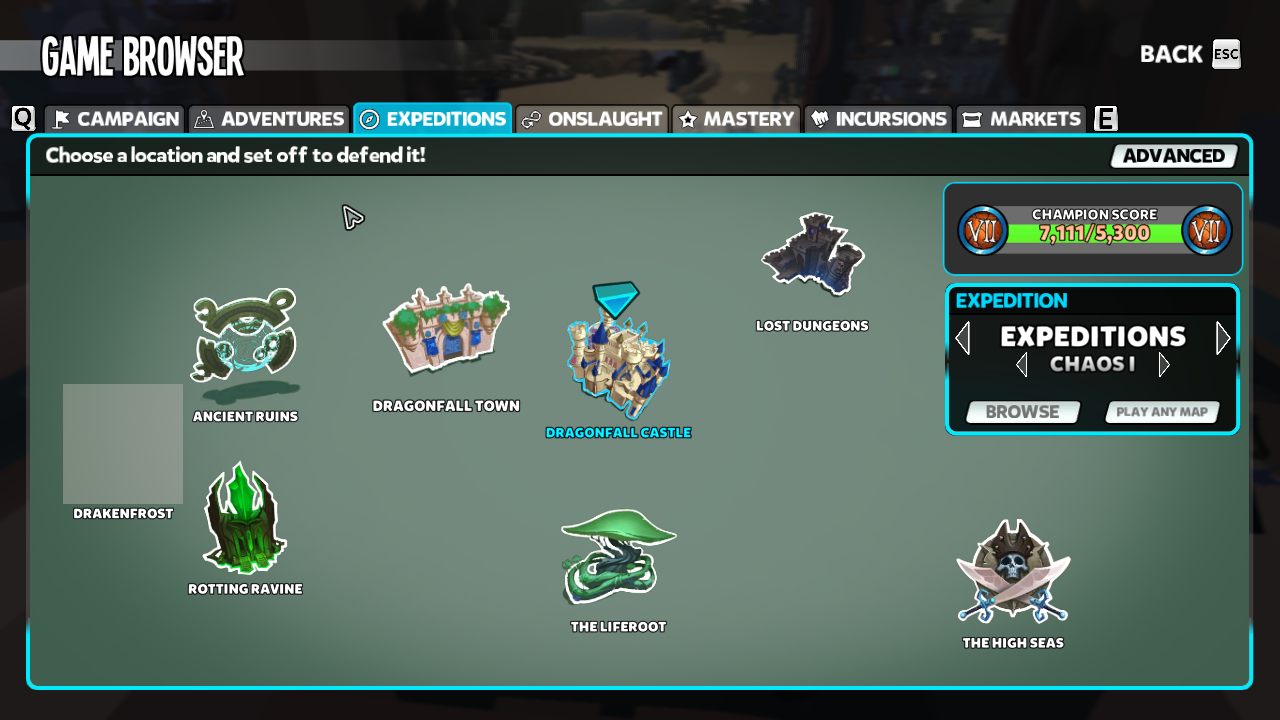 GAME BROWSER
BACK ESC
Q CAMPAIGN ADVENTURES EXPEDITIONS ONSLAUGHT MASTERY INCURSIONS MARKETS E
Choose a location and set off to defend it!
ADVANCED
CHAMPION SCORE
VII 7,111/5,300 VII
EXPEDITION
EXPEDITIONS
CHAOS I
BROWSE PLAY ANY MAP
LOST DUNGEONS
DRAGONFALL TOWN
ANCIENT RUINS
DRAGONFALL CASTLE
DRAKENFROST
ROTTING RAVINE
THE LIFEROOT
THE HIGH SEAS